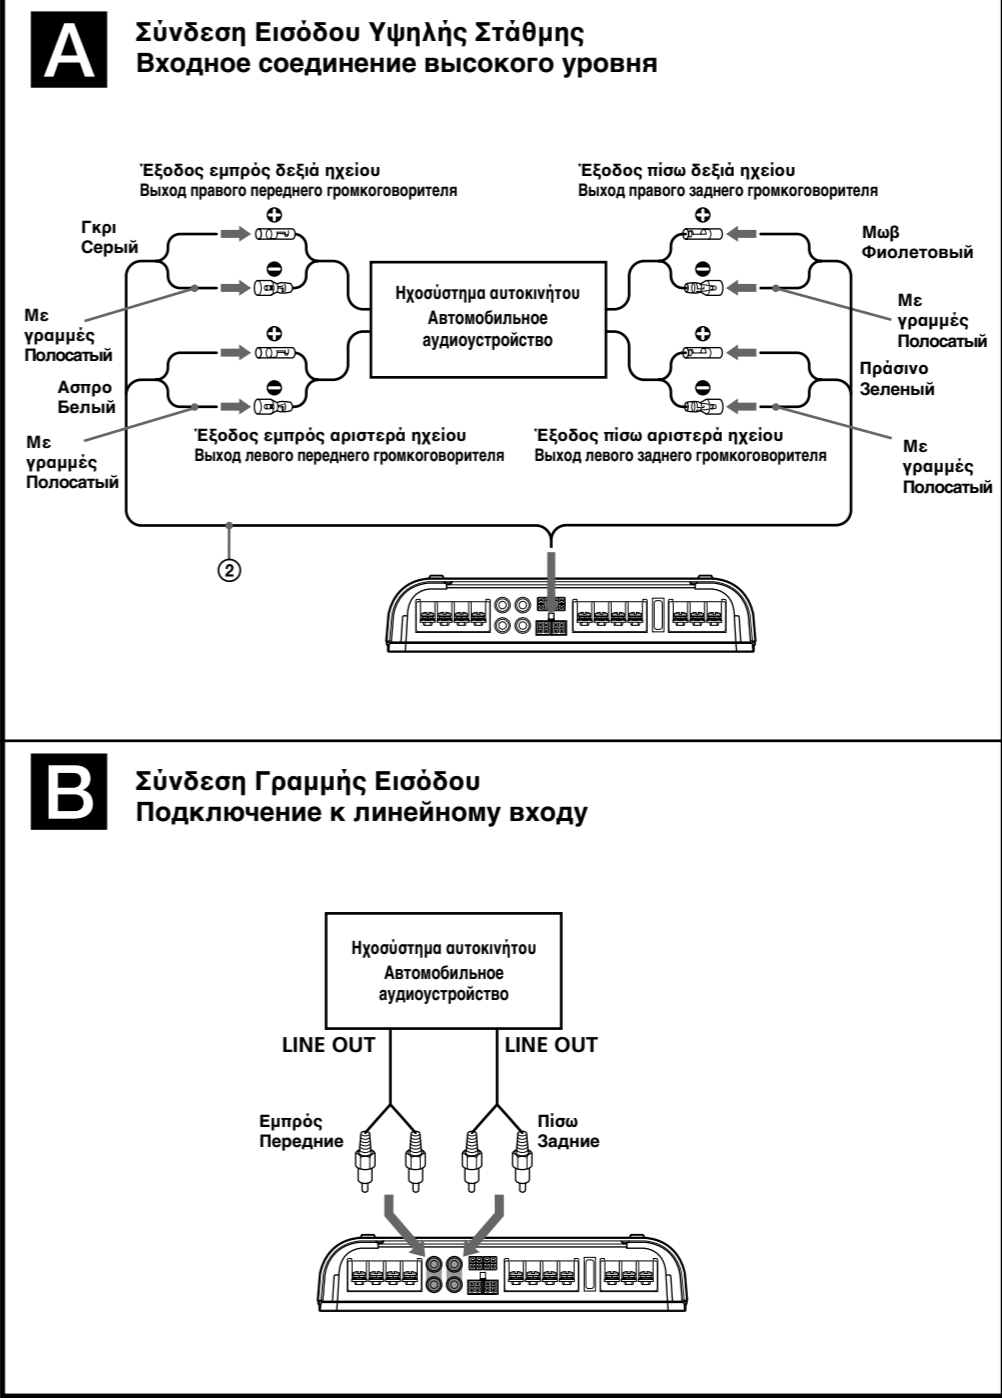 A
Σύνδεση Εισόδου Υψηλής Στάθμης
Входное соединение высокого уровня
Έξοδος εμπρός δεξιά ηχείου
Выход правого переднего громкоговорителя
Έξοδος πίσω δεξιά ηχείου
Выход правого заднего громкоговорителя
Γκρι
Серый
Με
γραμμές
Полосатый
Ασπρο
Белый
Με
γραμμές
Полосатый
+
−
+
−
Ηχοσύστημα αυτοκινήτου
Автомобильное
аудиоустройство
+
−
+
−
Μωβ
Фиолетовый
Με
γραμμές
Полосатый
Πράσινο
Зеленый
Με
γραμμές
Полосатый
Έξοδος εμπρός αριστερά ηχείου
Выход левого переднего громкоговорителя
Έξοδος πίσω αριστερά ηχείου
Выход левого заднего громкоговорителя
②
B
Σύνδεση Γραμμής Εισόδου
Подключение к линейному входу
Ηχοσύστημα αυτοκινήτου
Автомобильное
аудиоустройство
LINE OUT
LINE OUT
Εμπρός
Передние
Πίσω
Задние